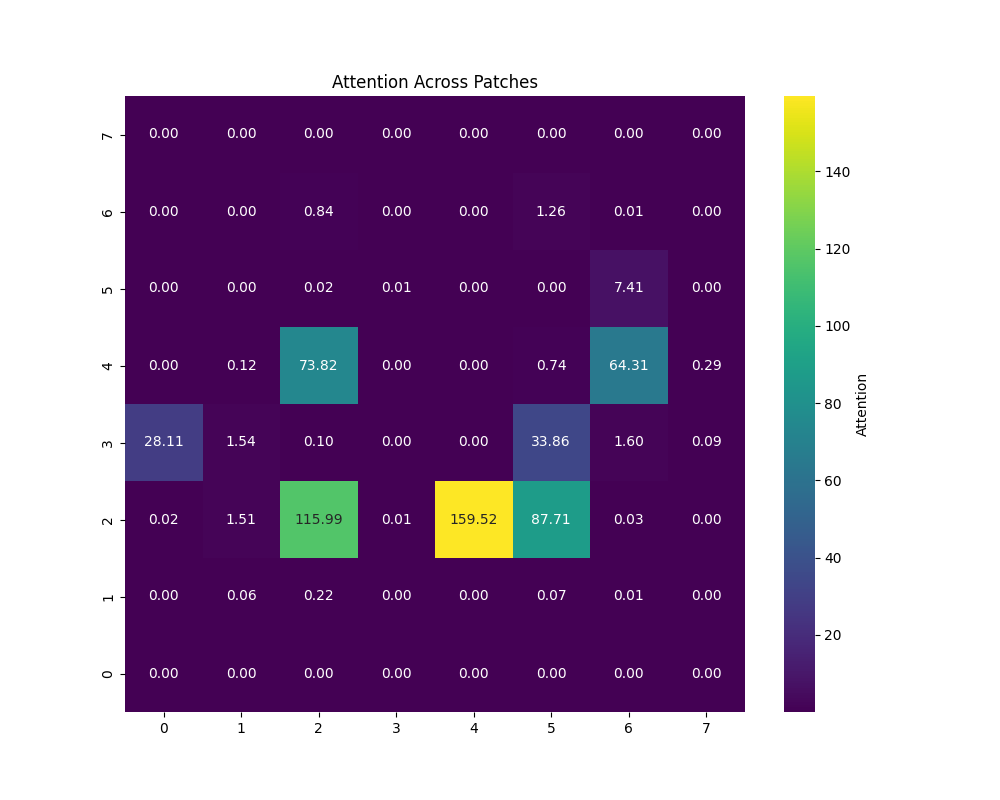 Attention Across Patches
7 0.00 0.00 0.00 0.00 0.00 0.00 0.00 0.00
6 0.00 0.00 0.84 0.00 0.00 1.26 0.01 0.00
5 0.00 0.00 0.02 0.01 0.00 0.00 7.41 0.00
4 0.00 0.12 73.82 0.00 0.00 0.74 64.31 0.29
3 28.11 1.54 0.10 0.00 0.00 33.86 1.60 0.09
2 0.02 1.51 115.99 0.01 159.52 87.71 0.03 0.00
1 0.00 0.06 0.22 0.00 0.00 0.07 0.01 0.00
0 0.00 0.00 0.00 0.00 0.00 0.00 0.00 0.00
0 1 2 3 4 5 6 7
140
120
100
80
60
40
20
Attention